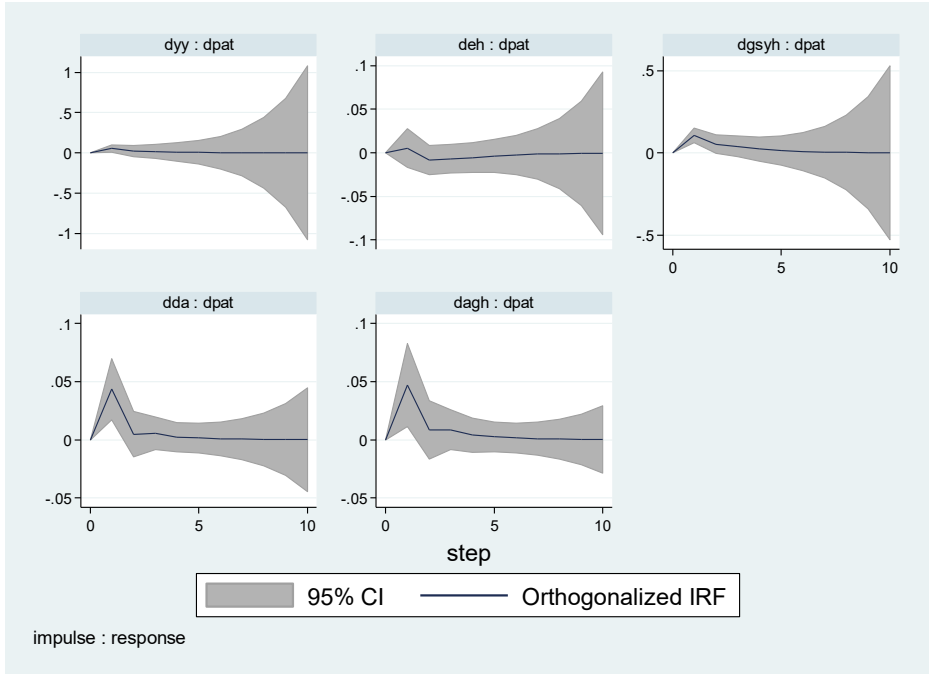 dyy : dpat
deh : dpat
dgsyh : dpat
1
.5
0
-.5
-1
.1
.05
0
-.05
-.1
.5
0
-.5
0 5 10
dda : dpat
dagh : dpat
.1
.05
0
-.05
0 5 10
.1
.05
0
-.05
0 5 10
step
95% CI Orthogonalized IRF
impulse : response